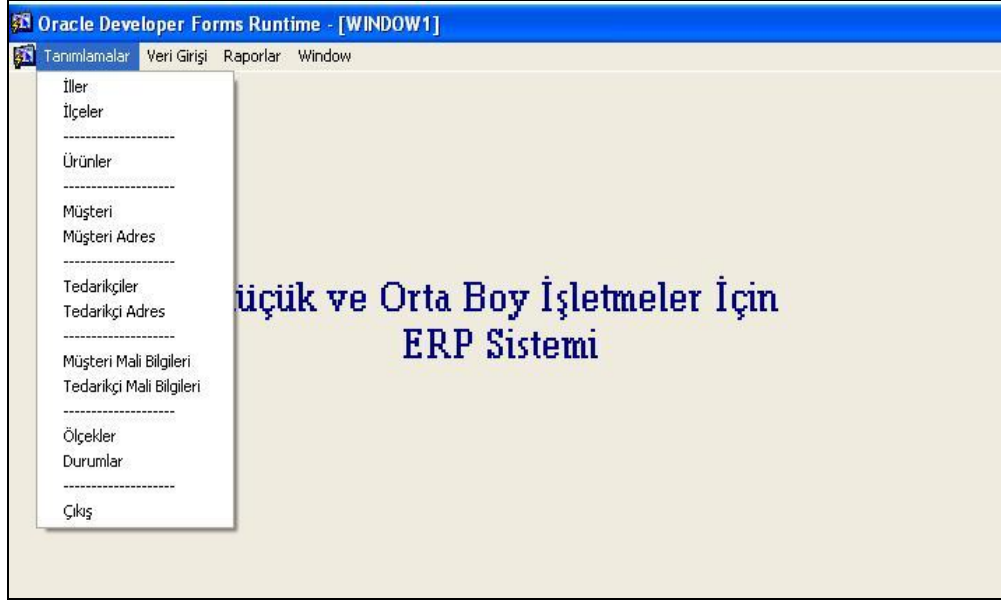 Oracle Developer Forms Runtime - [WINDOW1]
Tanımlamalar Veri Girişi Raporlar Window
İller
İlçeler
--------------------
Ürünler
--------------------
Müşteri
Müşteri Adres
--------------------
Tedarikçiler
Tedarikçi Adres
--------------------
Müşteri Mali Bilgileri
Tedarikçi Mali Bilgileri
--------------------
Ölçekler
Durumlar
--------------------
Çıkış
ve Orta Boy İşletmeler İçin
ERP Sistemi